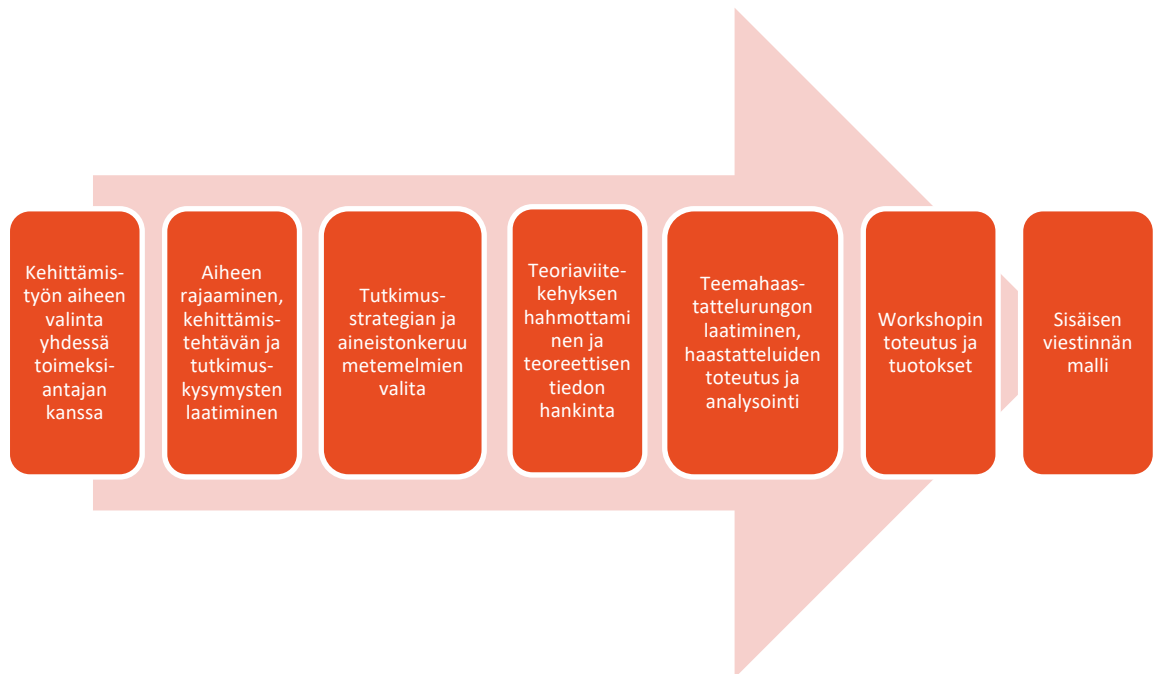 Kehittämis-
työn aiheen
valinta
yhdessä
toimeksi-
antajan
kanssa
Aiheen
rajaaminen,
kehittämis-
tehtävän ja
tutkimus-
kysymysten
laatiminen
Tutkimus-
strategian ja
aineistonkeruu
metemelmien
valita
Teoriaviite-
kehyksen
hahmottami
nen ja
teoreettisen
tiedon
hankinta
Teemahaas-
tattelurungon
laatiminen,
haastatteluiden
toteutus ja
analysointi
Workshopin
toteutus ja
tuotokset
Sisäisen
viestinnän
malli